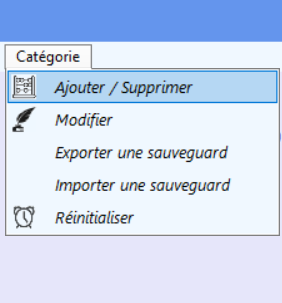 Catégorie
Ajouter / Supprimer
Modifier
Exporter une sauveguard
Importer une sauveguard
Réinitialiser